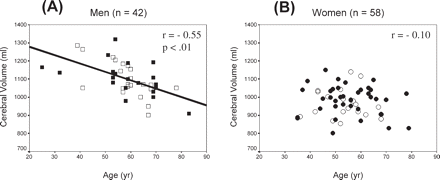 (A)
Men (n = 42)
r = - 0.55
p < .01
Cerebral Volume (ml)
1400
1300
1200
1100
1000
900
800
700
20
30
40
50
60
70
80
90
Age (yr)
(B)
Women (n = 58)
r = - 0.10
Cerebral Volume (ml)
1400
1300
1200
1100
1000
900
800
700
20
30
40
50
60
70
80
90
Age (yr)